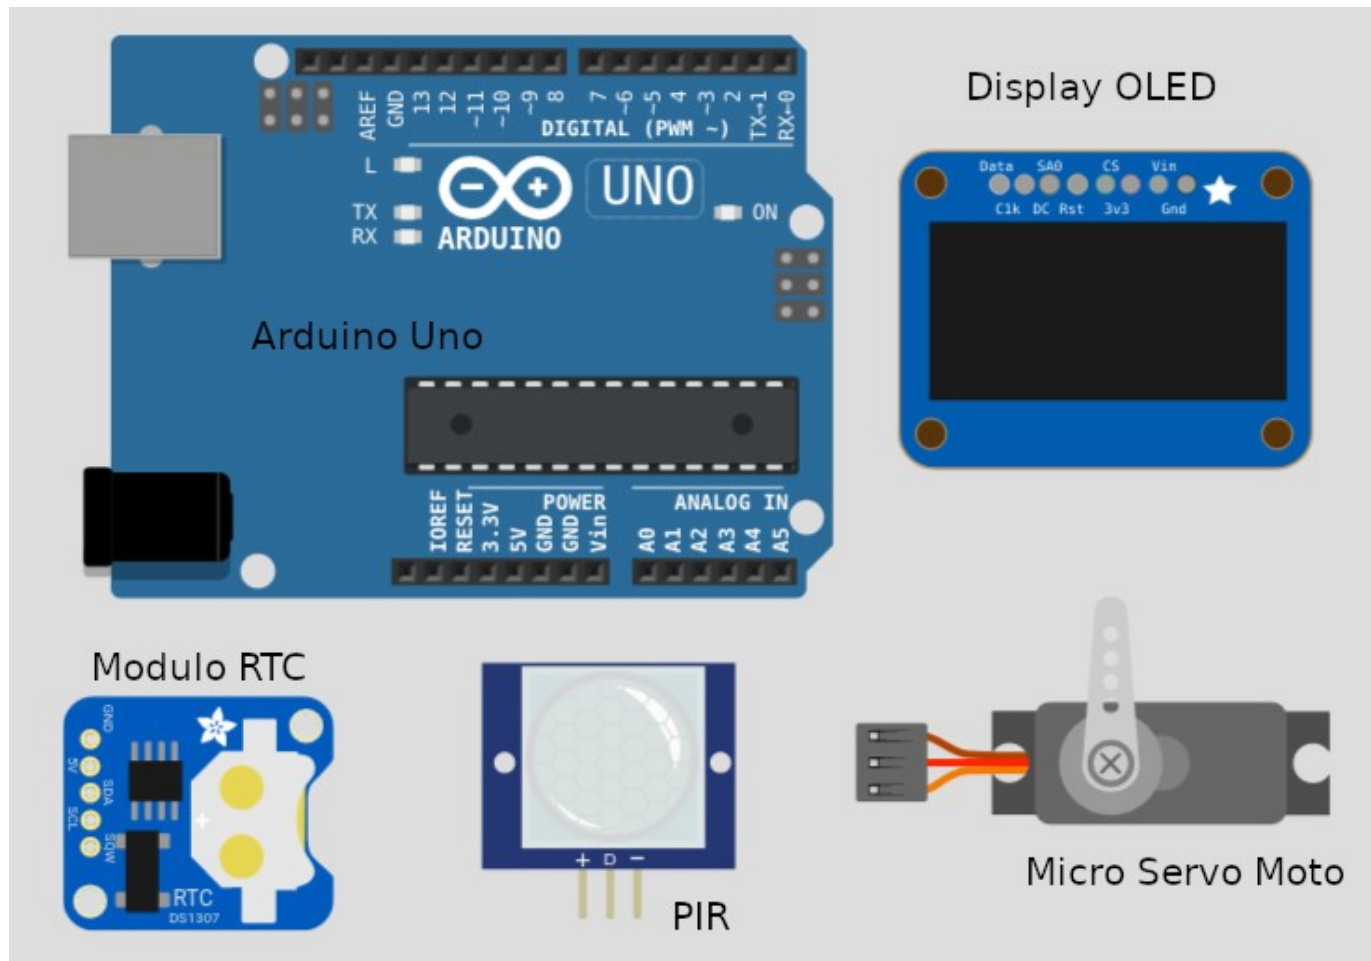 AREF
GND
13
12
~11
~10
~9
8
7
~6
~5
4
~3
2
TX→1
RX←0
DIGITAL (PWM ~)
L
TX
RX
UNO
ARDUINO
ON
Arduino Uno
IOREF
RESET
3.3V
5V
GND
GND
Vin
POWER
ANALOG IN
A0
A1
A2
A3
A4
A5
Display OLED
Data SA0 CS Vin
Clk DC Rst 3v3 Gnd
Modulo RTC
GND
5V
SDA
SCL
SQW
RTC
DS1307
+ D −
PIR
Micro Servo Moto